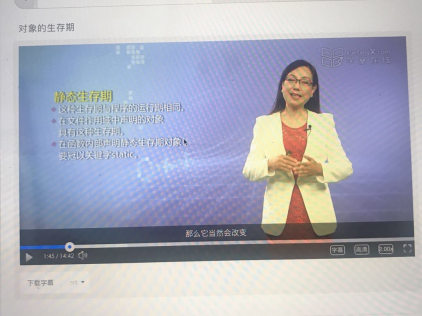 对象的生存期
静态生存期
这种生存期与程序的运行期相同。
在文件作用域中声明的对象
具有这种生存期。
在函数内部声明静态生存期对象,
要冠以关键字static。
那么它当然会改变
1:45 / 14:42
字幕
高清
2.00x
下载字幕